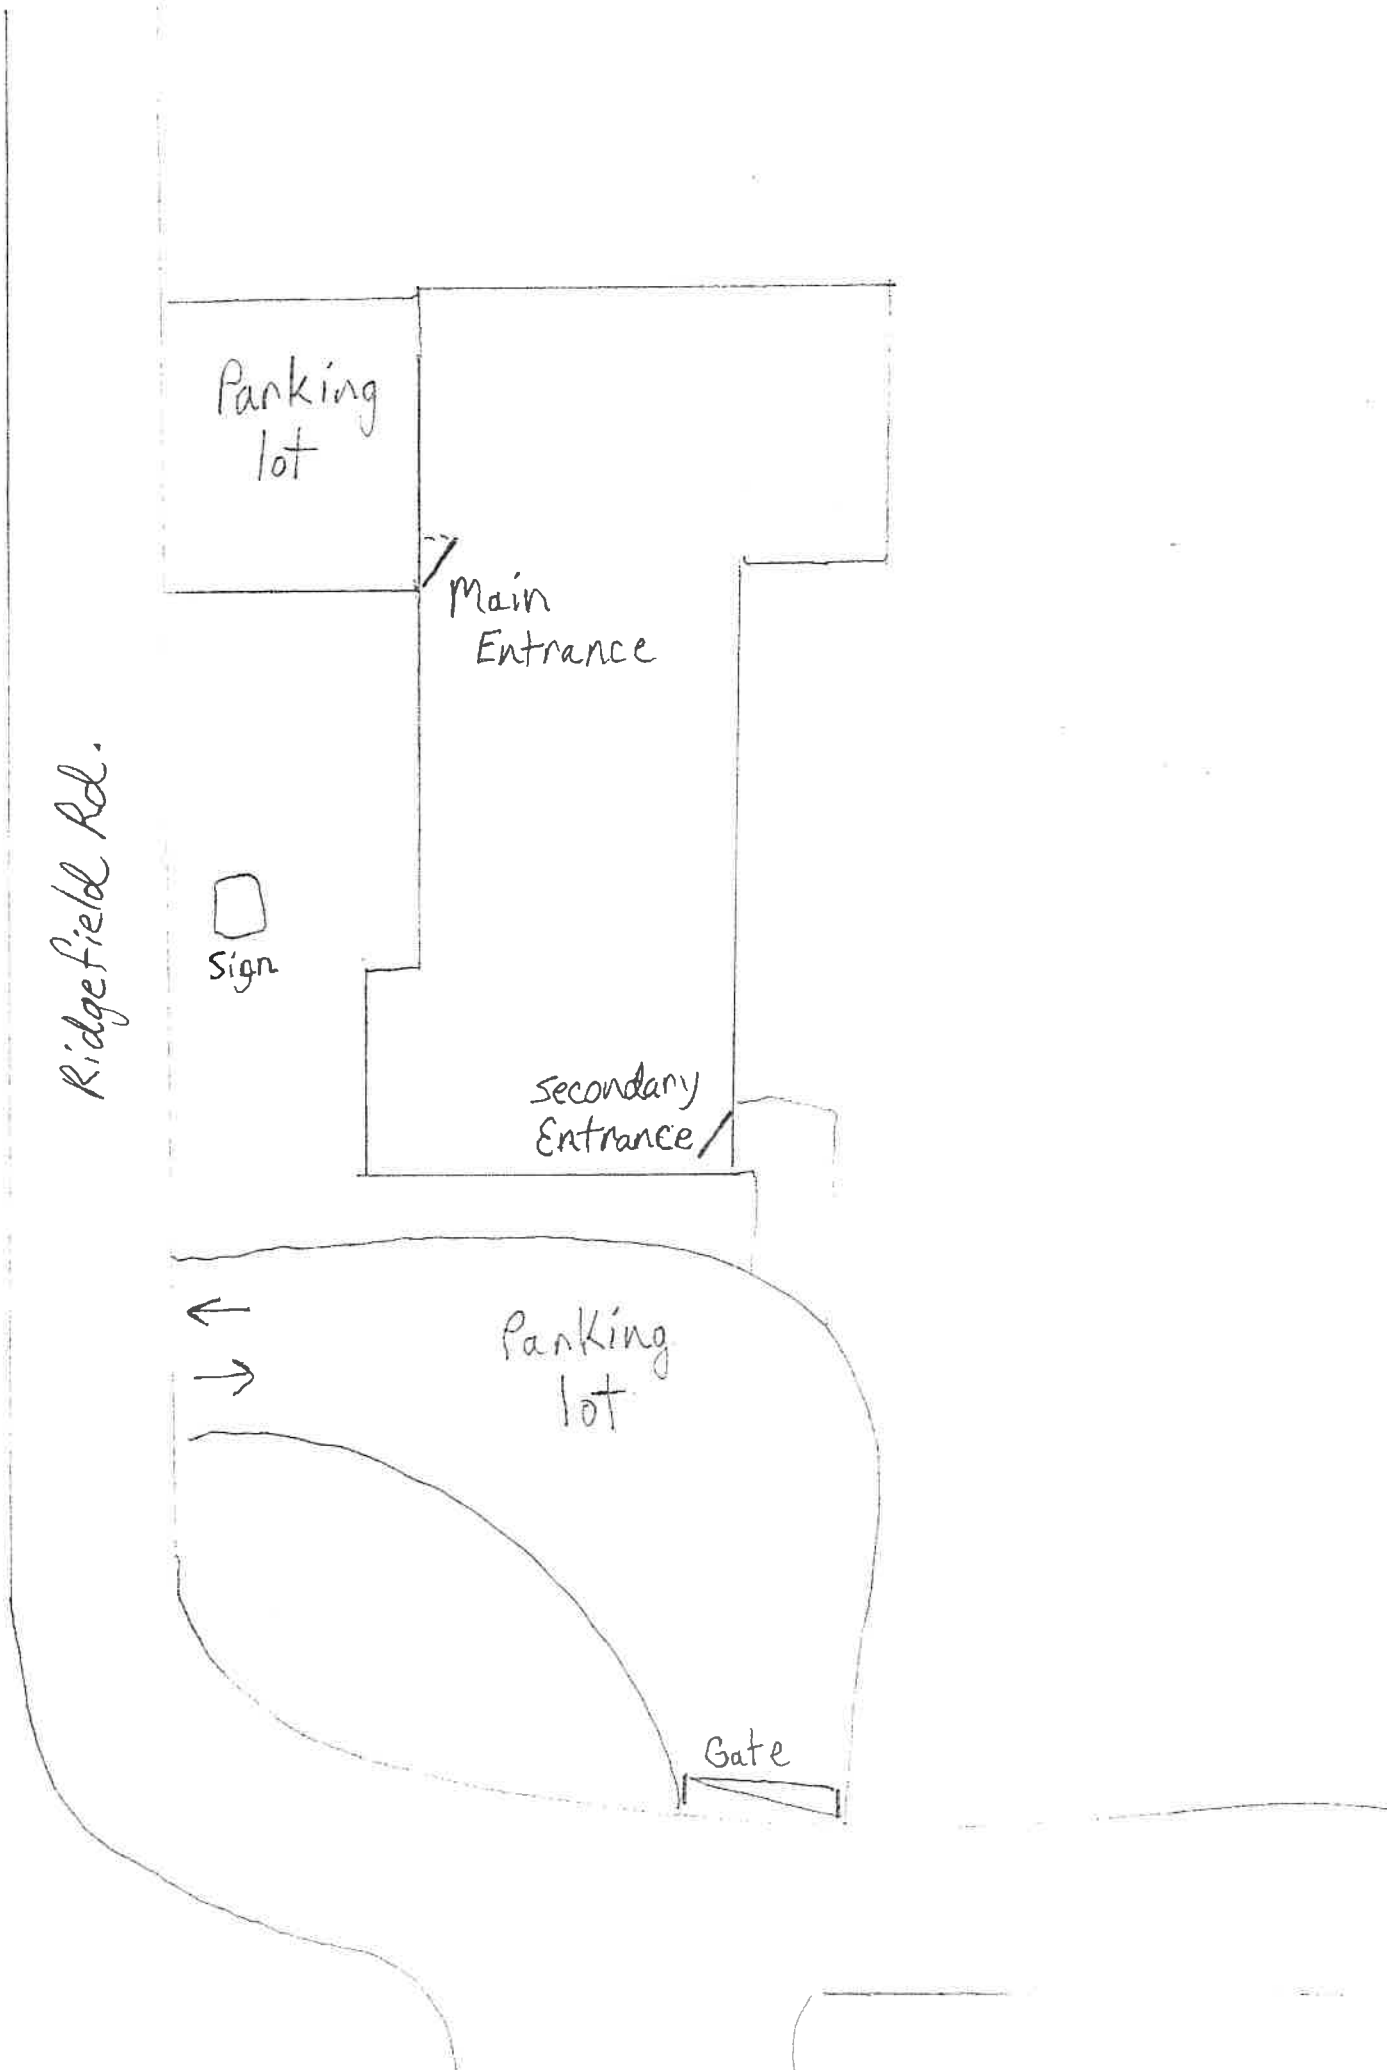 Parking
lot
Main
Entrance
Ridgefield Rd.
Sign
Secondary
Entrance
Parking
lot
Gate